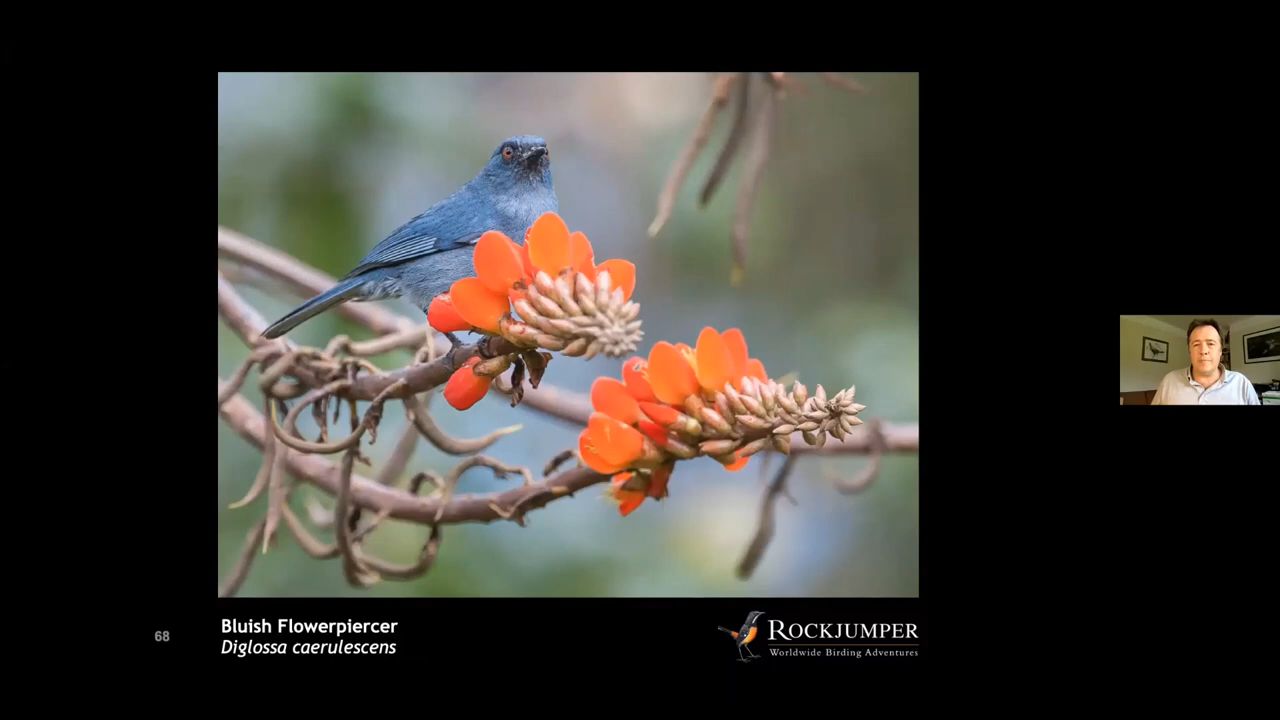 68
Bluish Flowerpiercer
Diglossa caerulescens
ROCKJUMPER
Worldwide Birding Adventures